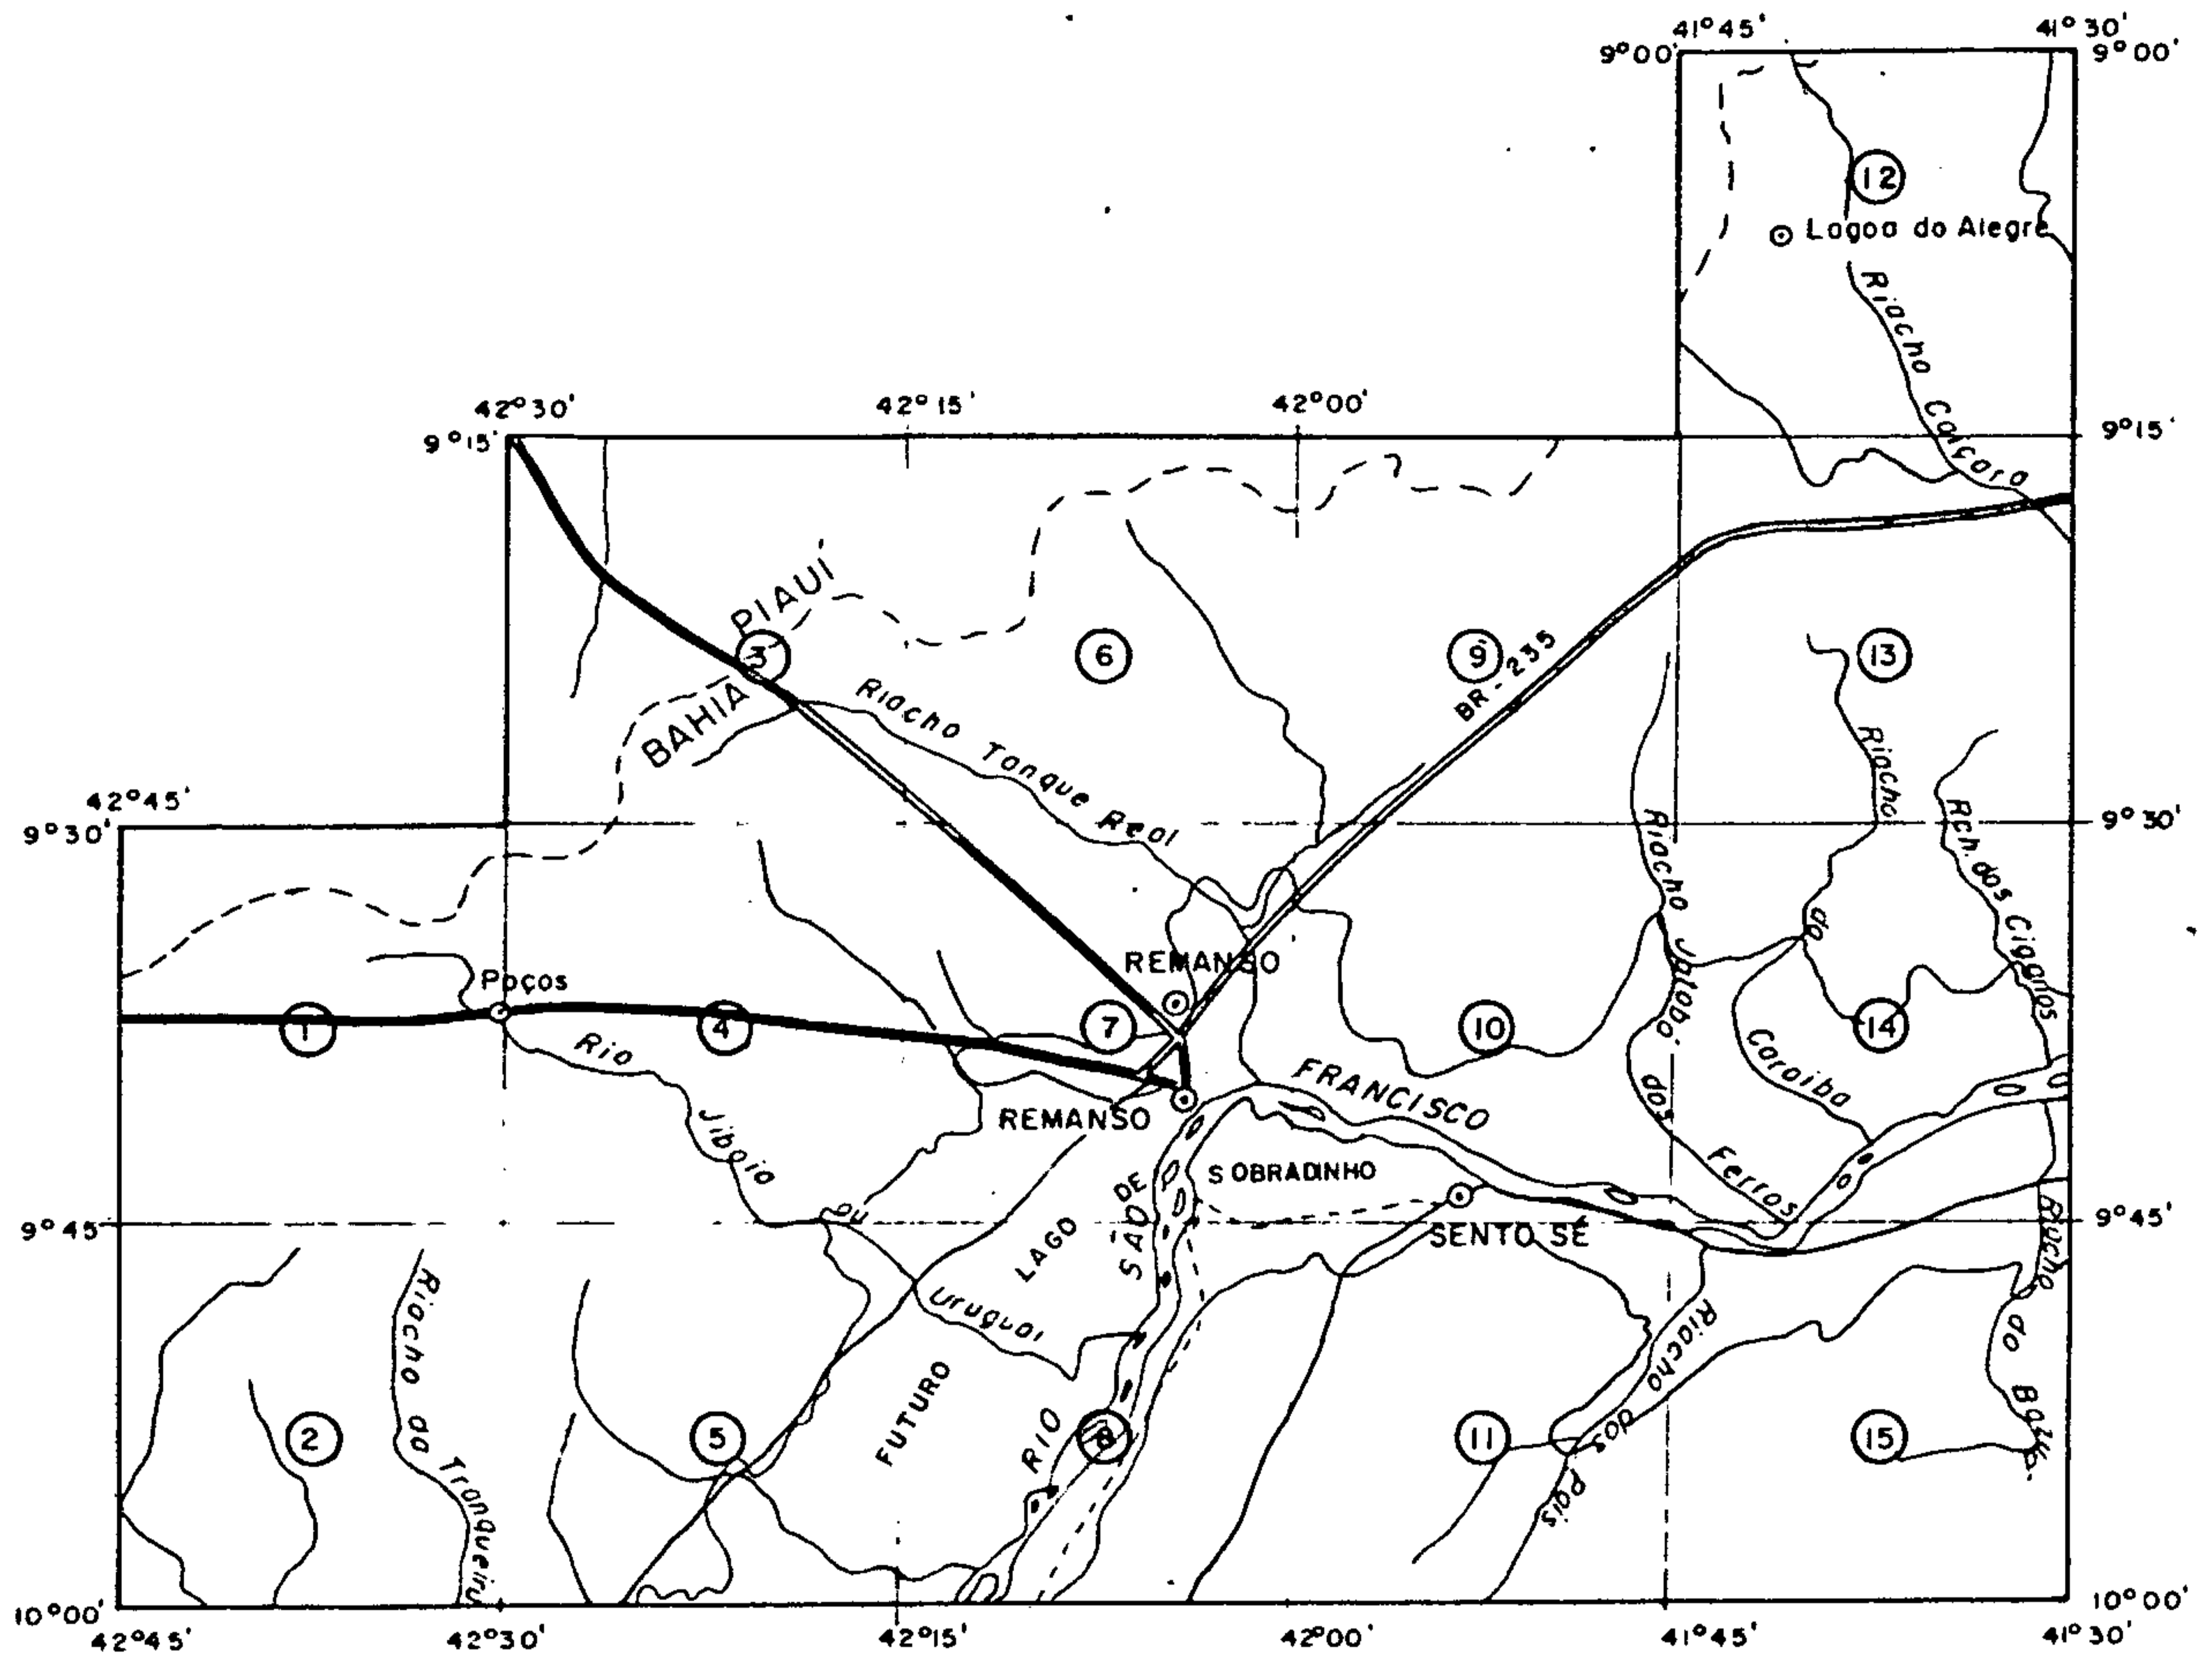 41°45' 41°30'
9°00' 9°00'
12
Lagoa do Alegre
Riacho Caiçara
42°30' 42°15' 42°00'
9°15' 9°15'
PIAUÍ
3 6 9 13
BR-235
BAHIA
Riacho Tanque Real
Riacho da Caraiba
42°45'
9°30' 9°30'
Riacho Jatobá dos Ferros
Rch. dos Ciganos
REMANSO
Poços
1 4 7 10 14
Rio Jiboia ou Uruguai
FRANCISCO
REMANSO
SOBRADINHO
SÃO DE
9°45' 9°45'
LAGO
SENTO SÉ
Riacho da Tranqueira
Riacho dos Pais
Riacho do
FUTURO
RIO
2 5 8 11 15
10°00' 10°00'
42°45' 42°30' 42°15' 42°00' 41°45' 41°30'